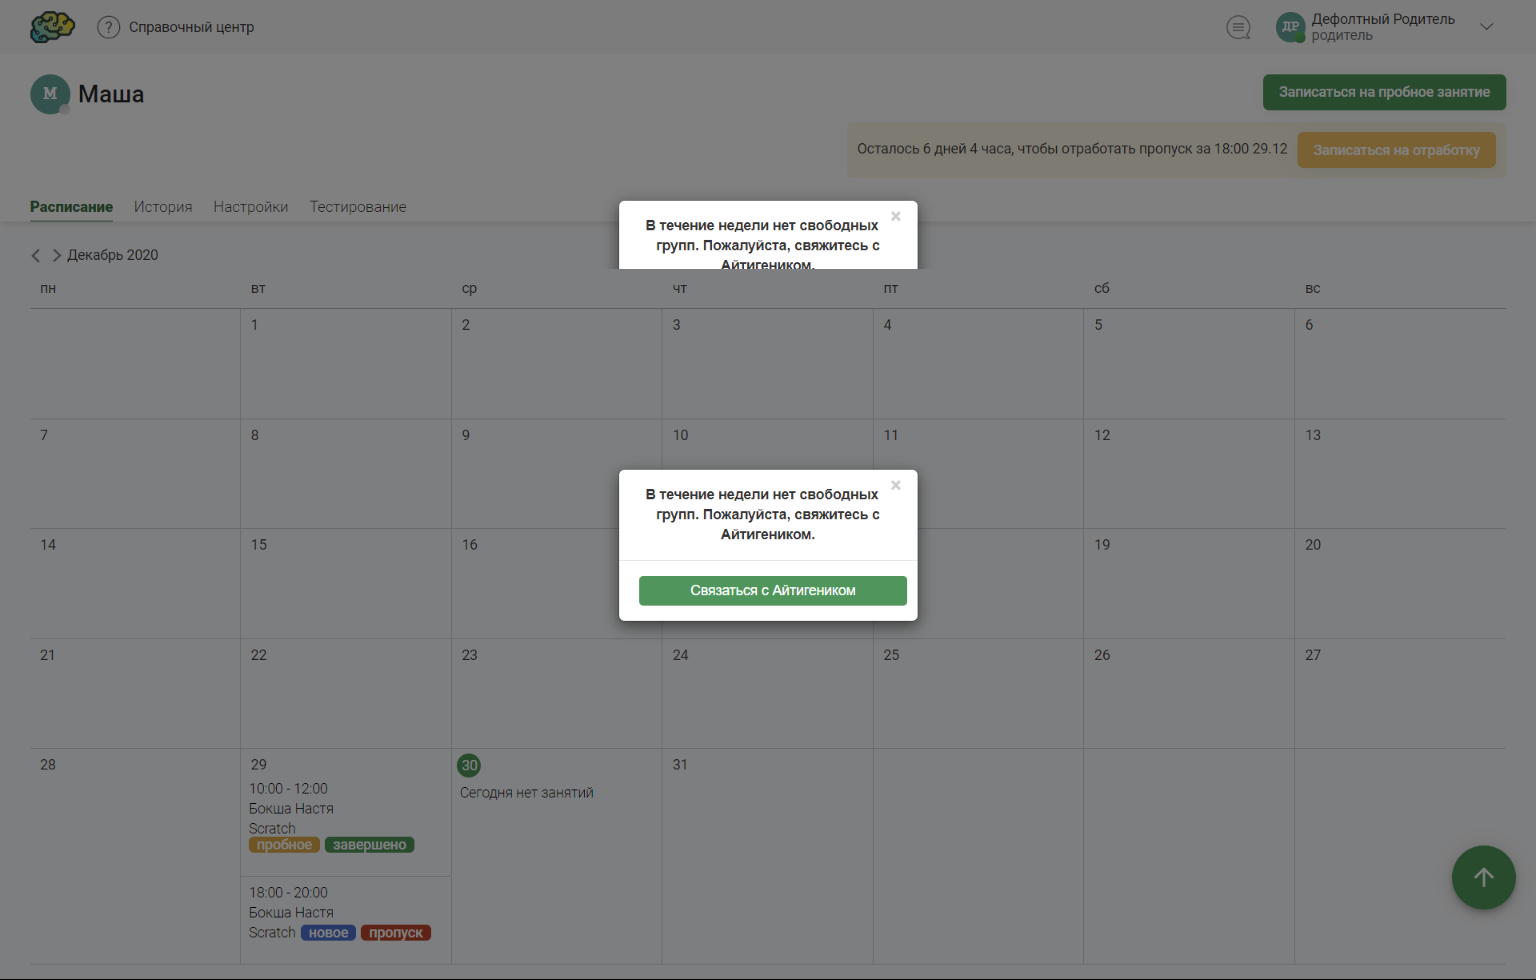 ? Справочный центр
ДР Дефолтный Родитель
родитель
М Маша
Записаться на пробное занятие
Осталось 6 дней 4 часа, чтобы отработать пропуск за 18:00 29.12 Записаться на отработку
Расписание История Настройки Тестирование
В течение недели нет свободных
групп. Пожалуйста, свяжитесь с
Айтигеником.
Декабрь 2020
пн вт ср чт пт сб вс
1 2 3 4 5 6
7 8 9 10 11 12 13
В течение недели нет свободных
групп. Пожалуйста, свяжитесь с
Айтигеником.
14 15 16 19 20
Связаться с Айтигеником
21 22 23 24 25 26 27
28 29 30 31
10:00 - 12:00
Бокша Настя
Scratch
пробное завершено
Сегодня нет занятий
18:00 - 20:00
Бокша Настя
Scratch новое пропуск